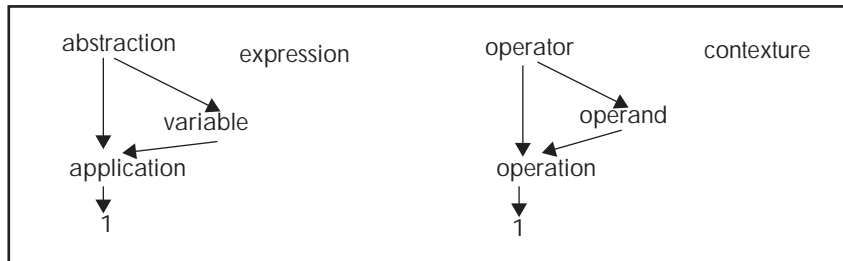 abstraction
expression
variable
application
1
operator
contexture
operand
operation
1